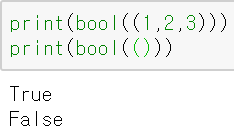 print(bool((1,2,3)))
print(bool(()))
True
False